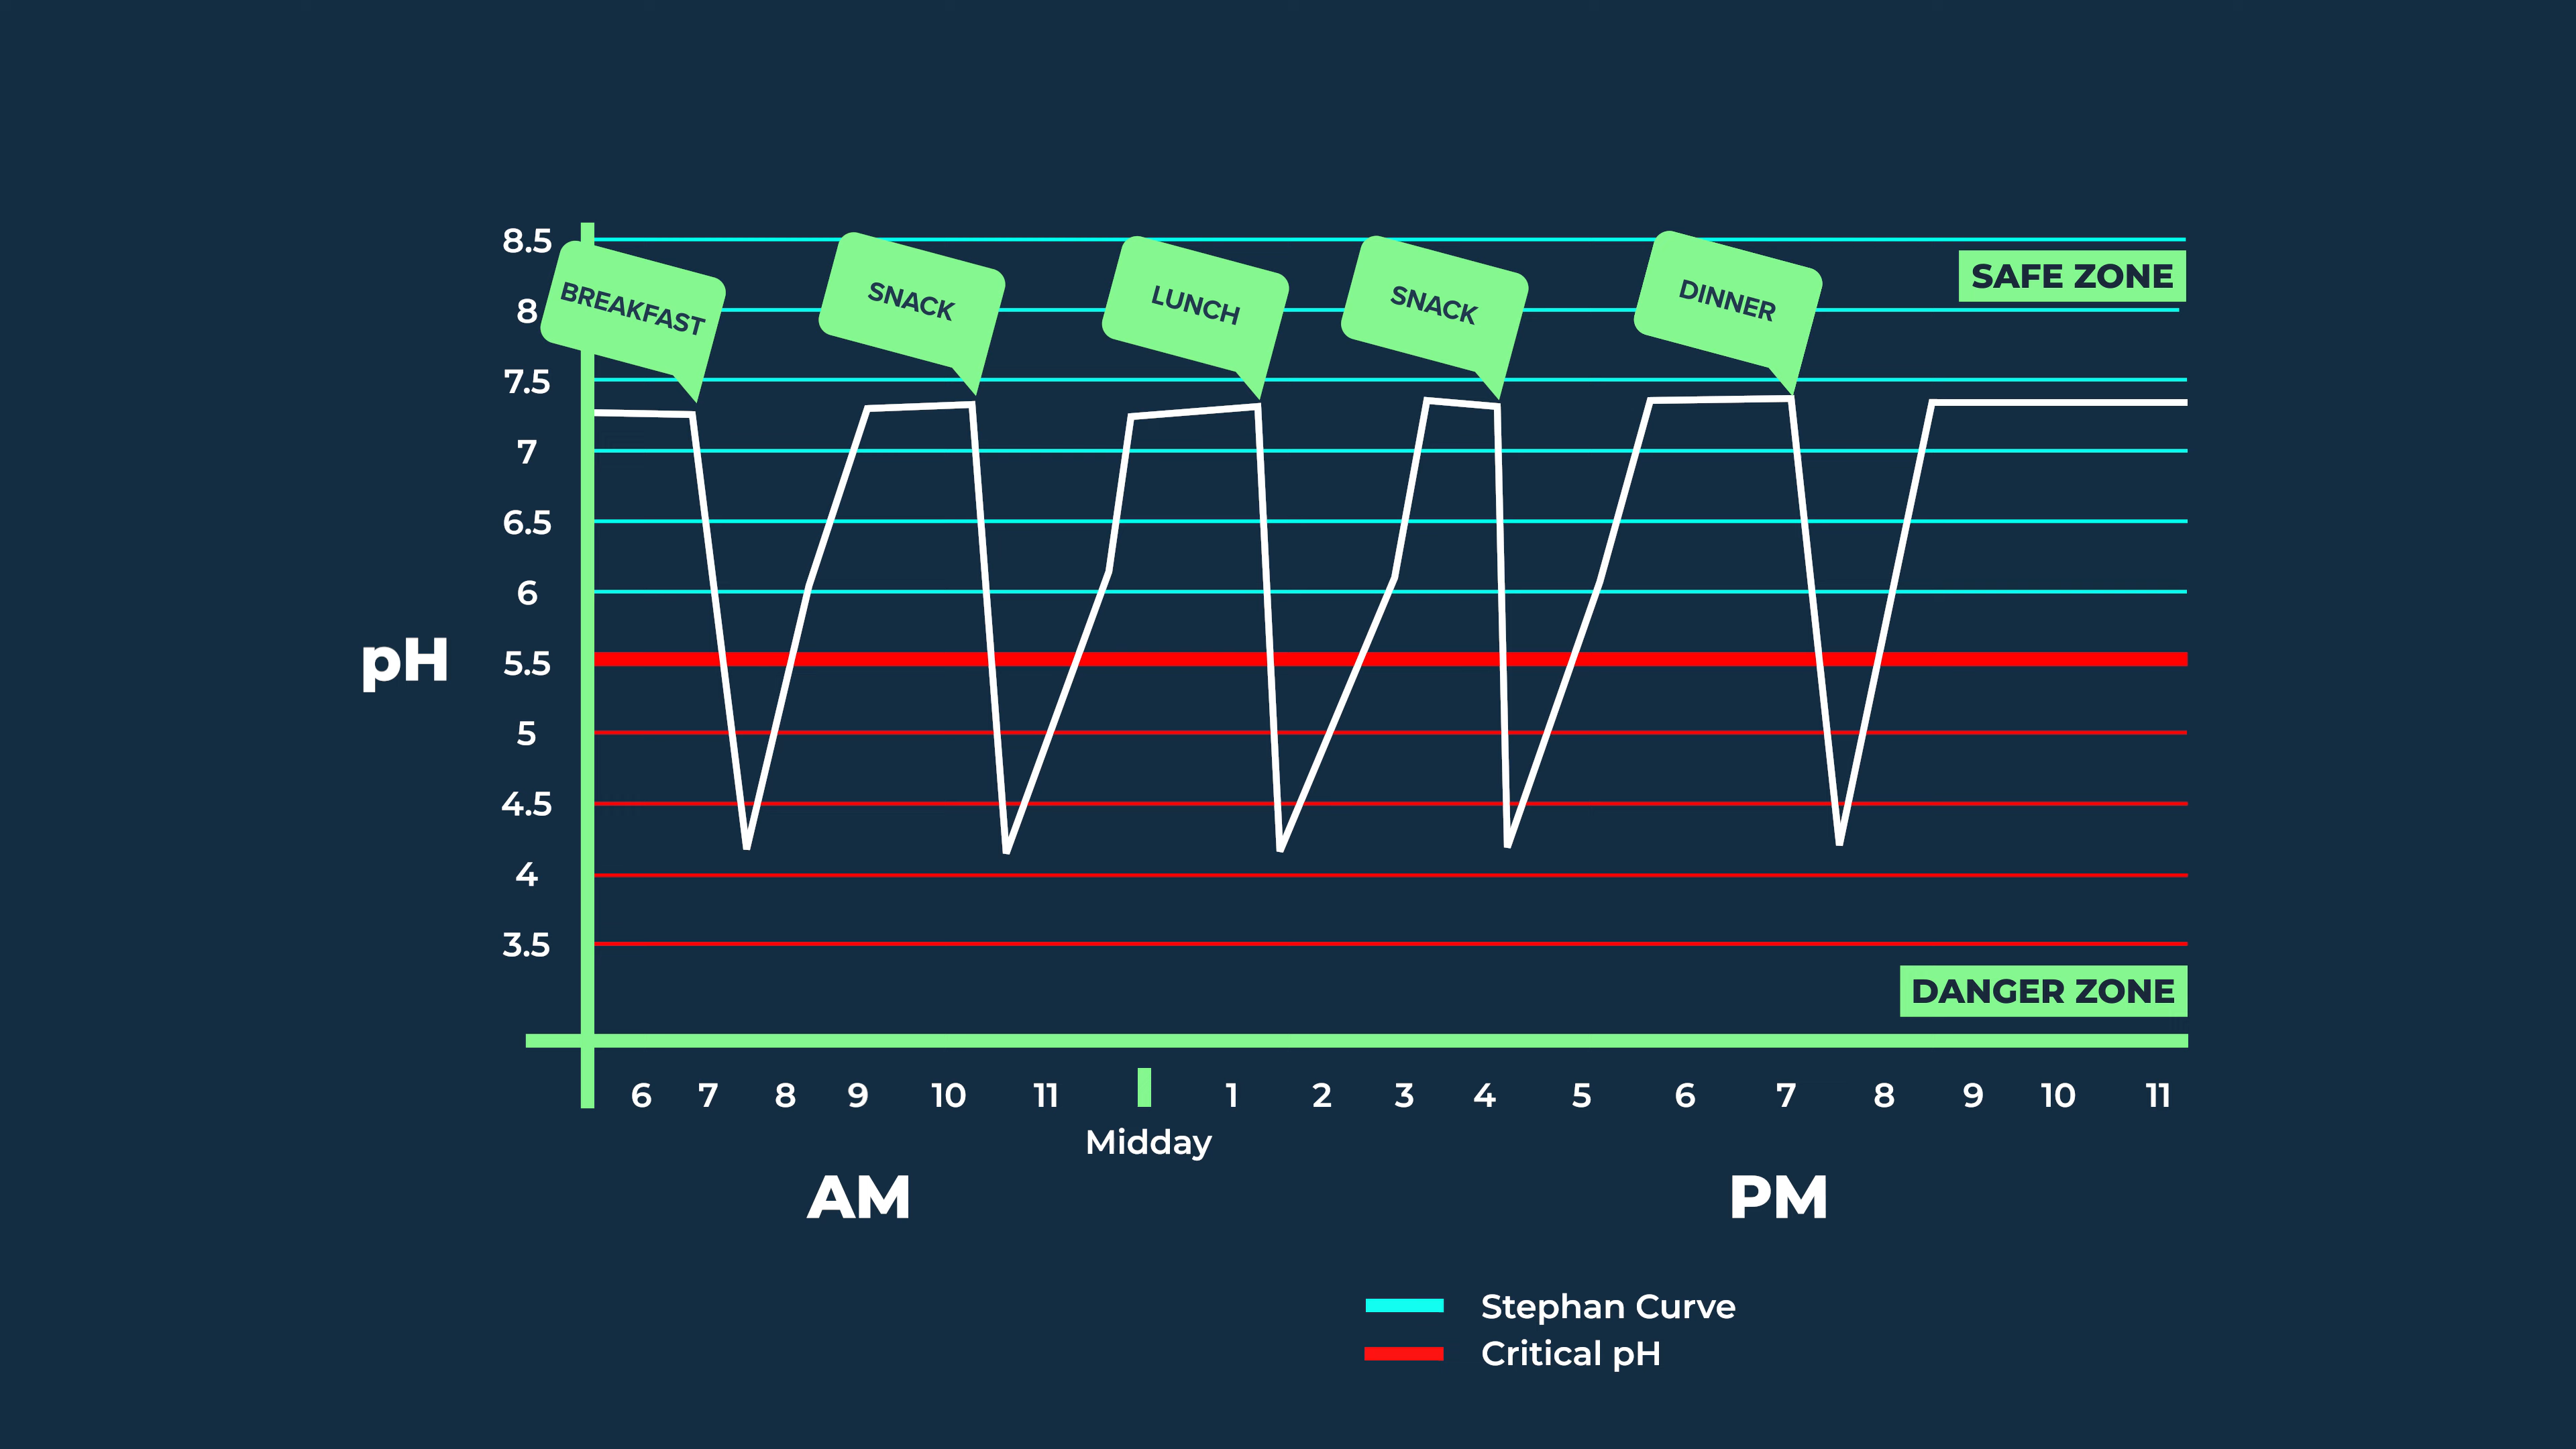 8.5
SAFE ZONE
BREAKFAST
SNACK
LUNCH
SNACK
DINNER
8
7.5
7
6.5
6
pH
5.5
5
4.5
4
3.5
DANGER ZONE
6 7 8 9 10 11 1 2 3 4 5 6 7 8 9 10 11
Midday
AM PM
Stephan Curve
Critical pH